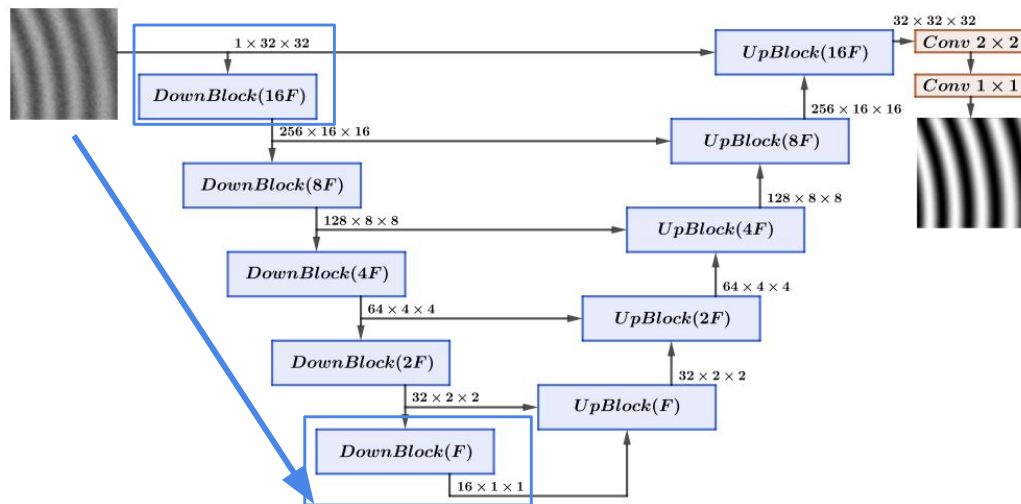 32 × 32 × 32
1 × 32 × 32
UpBlock(16F)
Conv 2 × 2
Conv 1 × 1
DownBlock(16F)
256 × 16 × 16
256 × 16 × 16
UpBlock(8F)
DownBlock(8F)
128 × 8 × 8
128 × 8 × 8
UpBlock(4F)
DownBlock(4F)
64 × 4 × 4
64 × 4 × 4
UpBlock(2F)
DownBlock(2F)
32 × 2 × 2
32 × 2 × 2
UpBlock(F)
DownBlock(F)
16 × 1 × 1